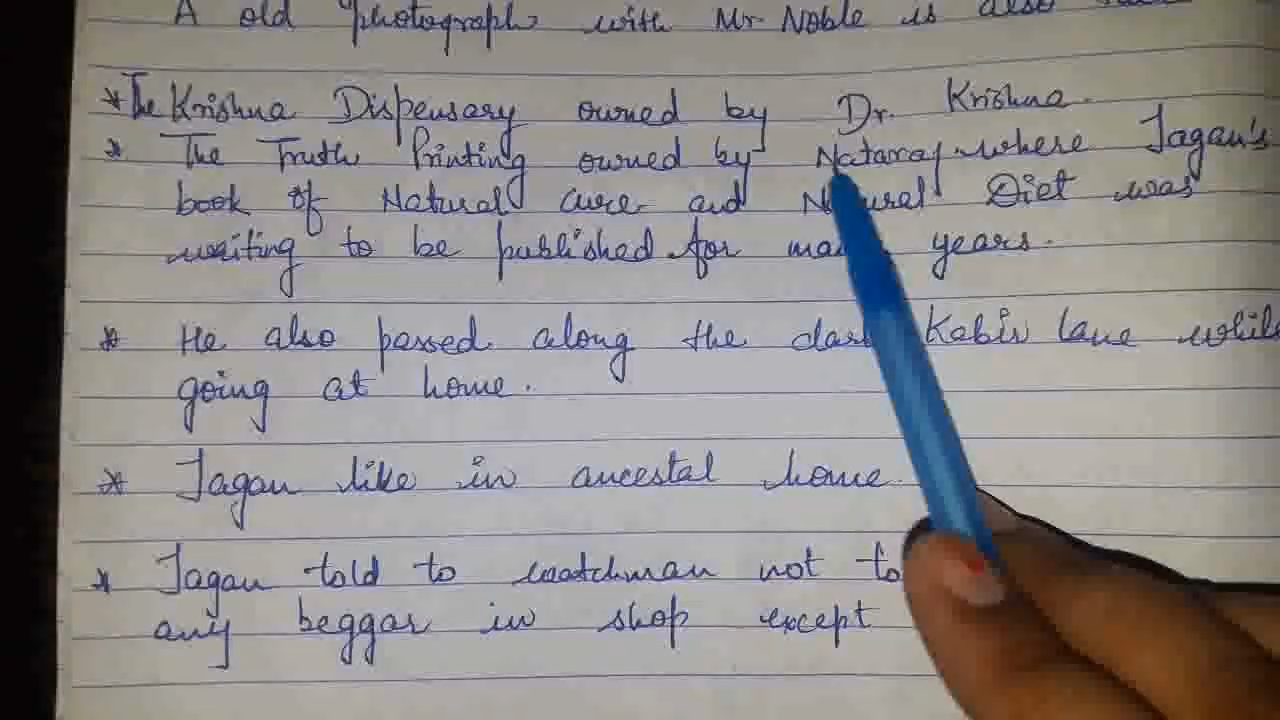 A old photographs with Mr Noble is also
* The Krishna Dispensary owned by Dr. Krishna.
* The Truth Printing owned by Nataraj where Jagan's
book of Natural cure and Natural Diet was
waiting to be published for many years.
* He also passed along the dark Kabir lane while
going at home.
* Jagan like in ancestal home.
* Jagan told to watchman not to
any beggar in shop except